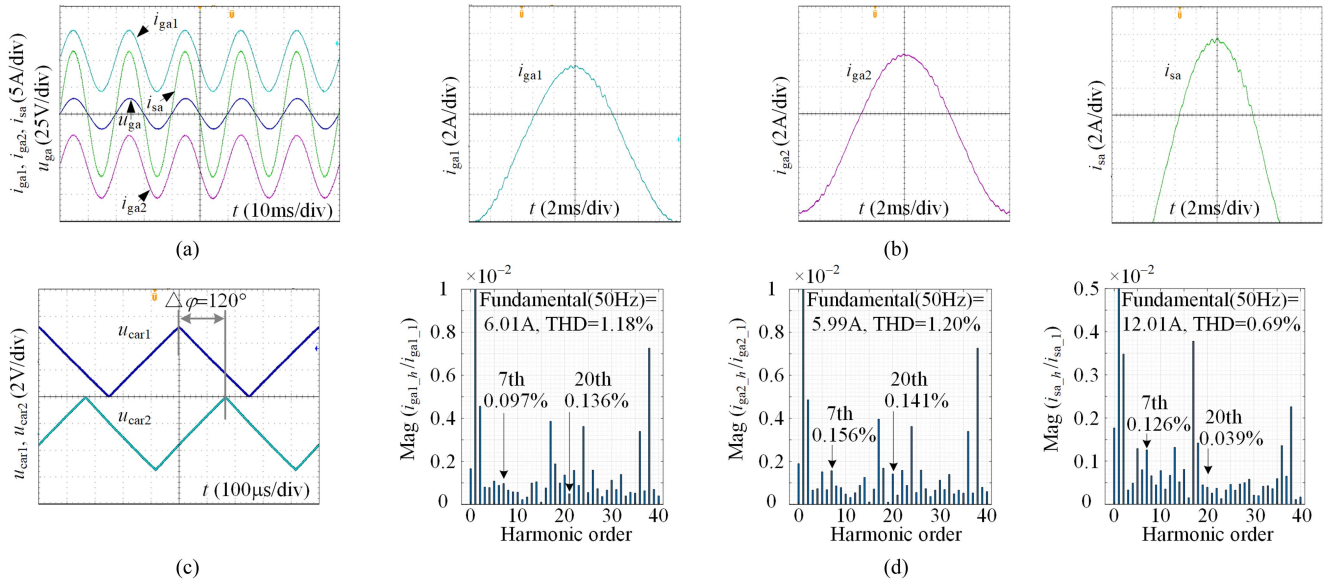 i_ga1, i_ga2, i_sa (5A/div)
u_ga (25V/div)
i_ga1
i_sa
u_ga
i_ga2
t (10ms/div)
(a)
i_ga1 (2A/div)
i_ga1
t (2ms/div)
i_ga2 (2A/div)
i_ga2
t (2ms/div)
i_sa (2A/div)
i_sa
t (2ms/div)
(b)
u_car1, u_car2 (2V/div)
△φ=120°
u_car1
u_car2
t (100μs/div)
(c)
×10⁻²
Mag (i_ga1_h/i_ga1_1)
1
0.8
0.6
0.4
0.2
0
Fundamental(50Hz)=
6.01A, THD=1.18%
7th
0.097%
20th
0.136%
0 10 20 30 40
Harmonic order
×10⁻²
Mag (i_ga2_h/i_ga2_1)
1
0.8
0.6
0.4
0.2
0
Fundamental(50Hz)=
5.99A, THD=1.20%
7th
0.156%
20th
0.141%
0 10 20 30 40
Harmonic order
×10⁻²
Mag (i_sa_h/i_sa_1)
0.5
0.4
0.3
0.2
0.1
0
Fundamental(50Hz)=
12.01A, THD=0.69%
7th
0.126%
20th
0.039%
0 10 20 30 40
Harmonic order
(d)